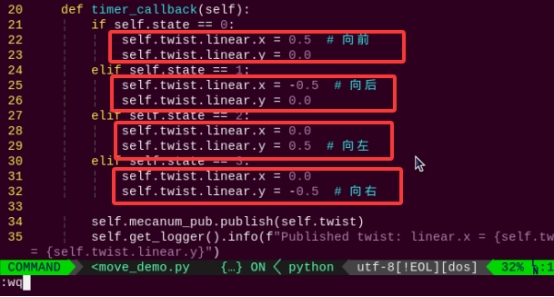 20 def timer_callback(self):
21 if self.state == 0:
22 self.twist.linear.x = 0.5 # 向前
23 self.twist.linear.y = 0.0
24 elif self.state == 1:
25 self.twist.linear.x = -0.5 # 向后
26 self.twist.linear.y = 0.0
27 elif self.state == 2:
28 self.twist.linear.x = 0.0
29 self.twist.linear.y = 0.5 # 向左
30 elif self.state == 3:
31 self.twist.linear.x = 0.0
32 self.twist.linear.y = -0.5 # 向右
33
34 self.mecanum_pub.publish(self.twist)
35 self.get_logger().info(f"Published twist: linear.x = {self.tw
= {self.twist.linear.y}")
COMMAND <move_demo.py {…} ON python utf-8[!EOL][dos] 32%
:wq